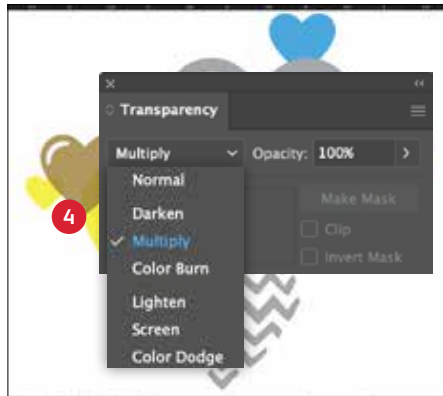 Transparency
Multiply Opacity: 100%
Normal
Make Mask
Darken
4
Clip
Multiply
Color Burn
Invert Mask
Lighten
Screen
Color Dodge